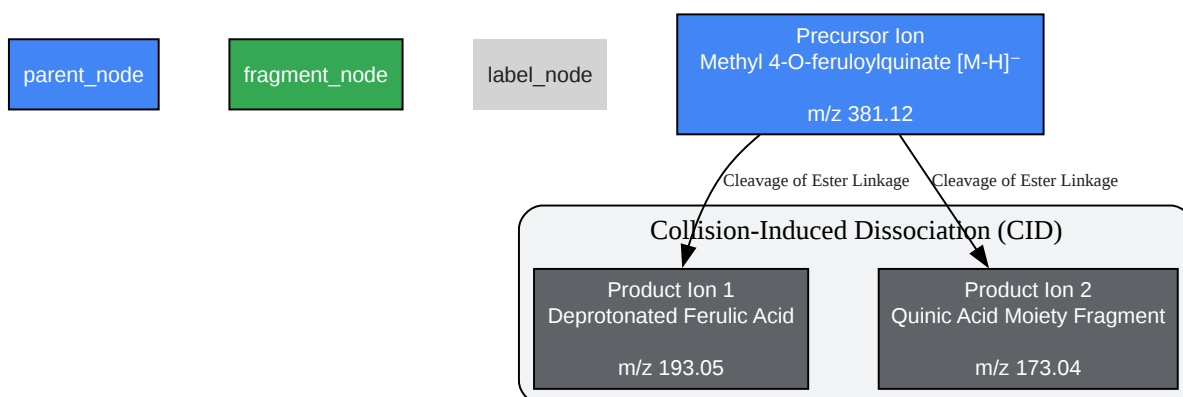 parent_node
fragment_node
label_node
Precursor Ion
Methyl 4-O-feruloylquinate [M-H]⁻
m/z 381.12
Cleavage of Ester Linkage
Cleavage of Ester Linkage
Collision-Induced Dissociation (CID)
Product Ion 1
Deprotonated Ferulic Acid
m/z 193.05
Product Ion 2
Quinic Acid Moiety Fragment
m/z 173.04